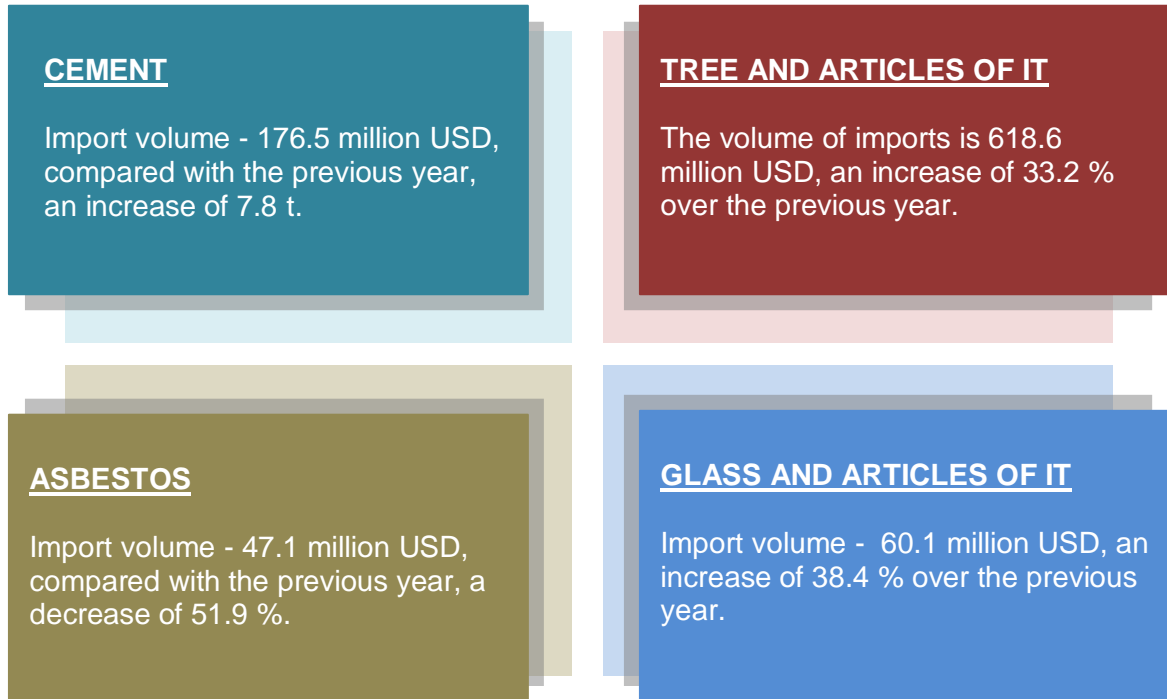 CEMENT
Import volume - 176.5 million USD,
compared with the previous year,
an increase of 7.8 t.
TREE AND ARTICLES OF IT
The volume of imports is 618.6
million USD, an increase of 33.2 %
over the previous year.
ASBESTOS
Import volume - 47.1 million USD,
compared with the previous year, a
decrease of 51.9 %.
GLASS AND ARTICLES OF IT
Import volume - 60.1 million USD, an
increase of 38.4 % over the previous
year.